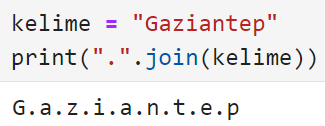 kelime = "Gaziantep"
print(".".join(kelime))
G.a.z.i.a.n.t.e.p